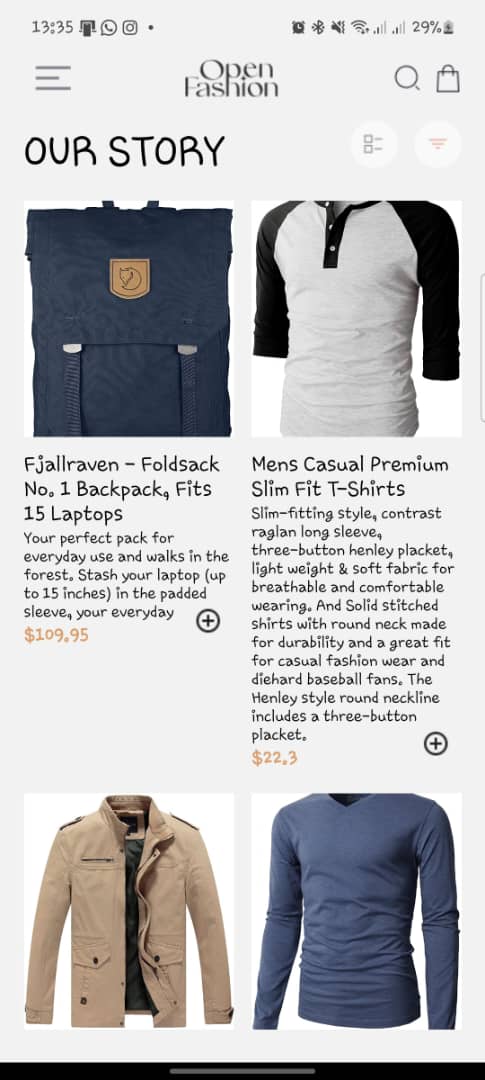 13:35
29%
Open
Fashion
OUR STORY
Fjallraven - Foldsack
No. 1 Backpack, Fits
15 Laptops
Your perfect pack for
everyday use and walks in the
forest. Stash your laptop (up
to 15 inches) in the padded
sleeve, your everyday
$109.95
Mens Casual Premium
Slim Fit T-Shirts
Slim-fitting style, contrast
raglan long sleeve,
three-button henley placket,
light weight & soft fabric for
breathable and comfortable
wearing. And Solid stitched
shirts with round neck made
for durability and a great fit
for casual fashion wear and
diehard baseball fans. The
Henley style round neckline
includes a three-button
placket.
$22.3